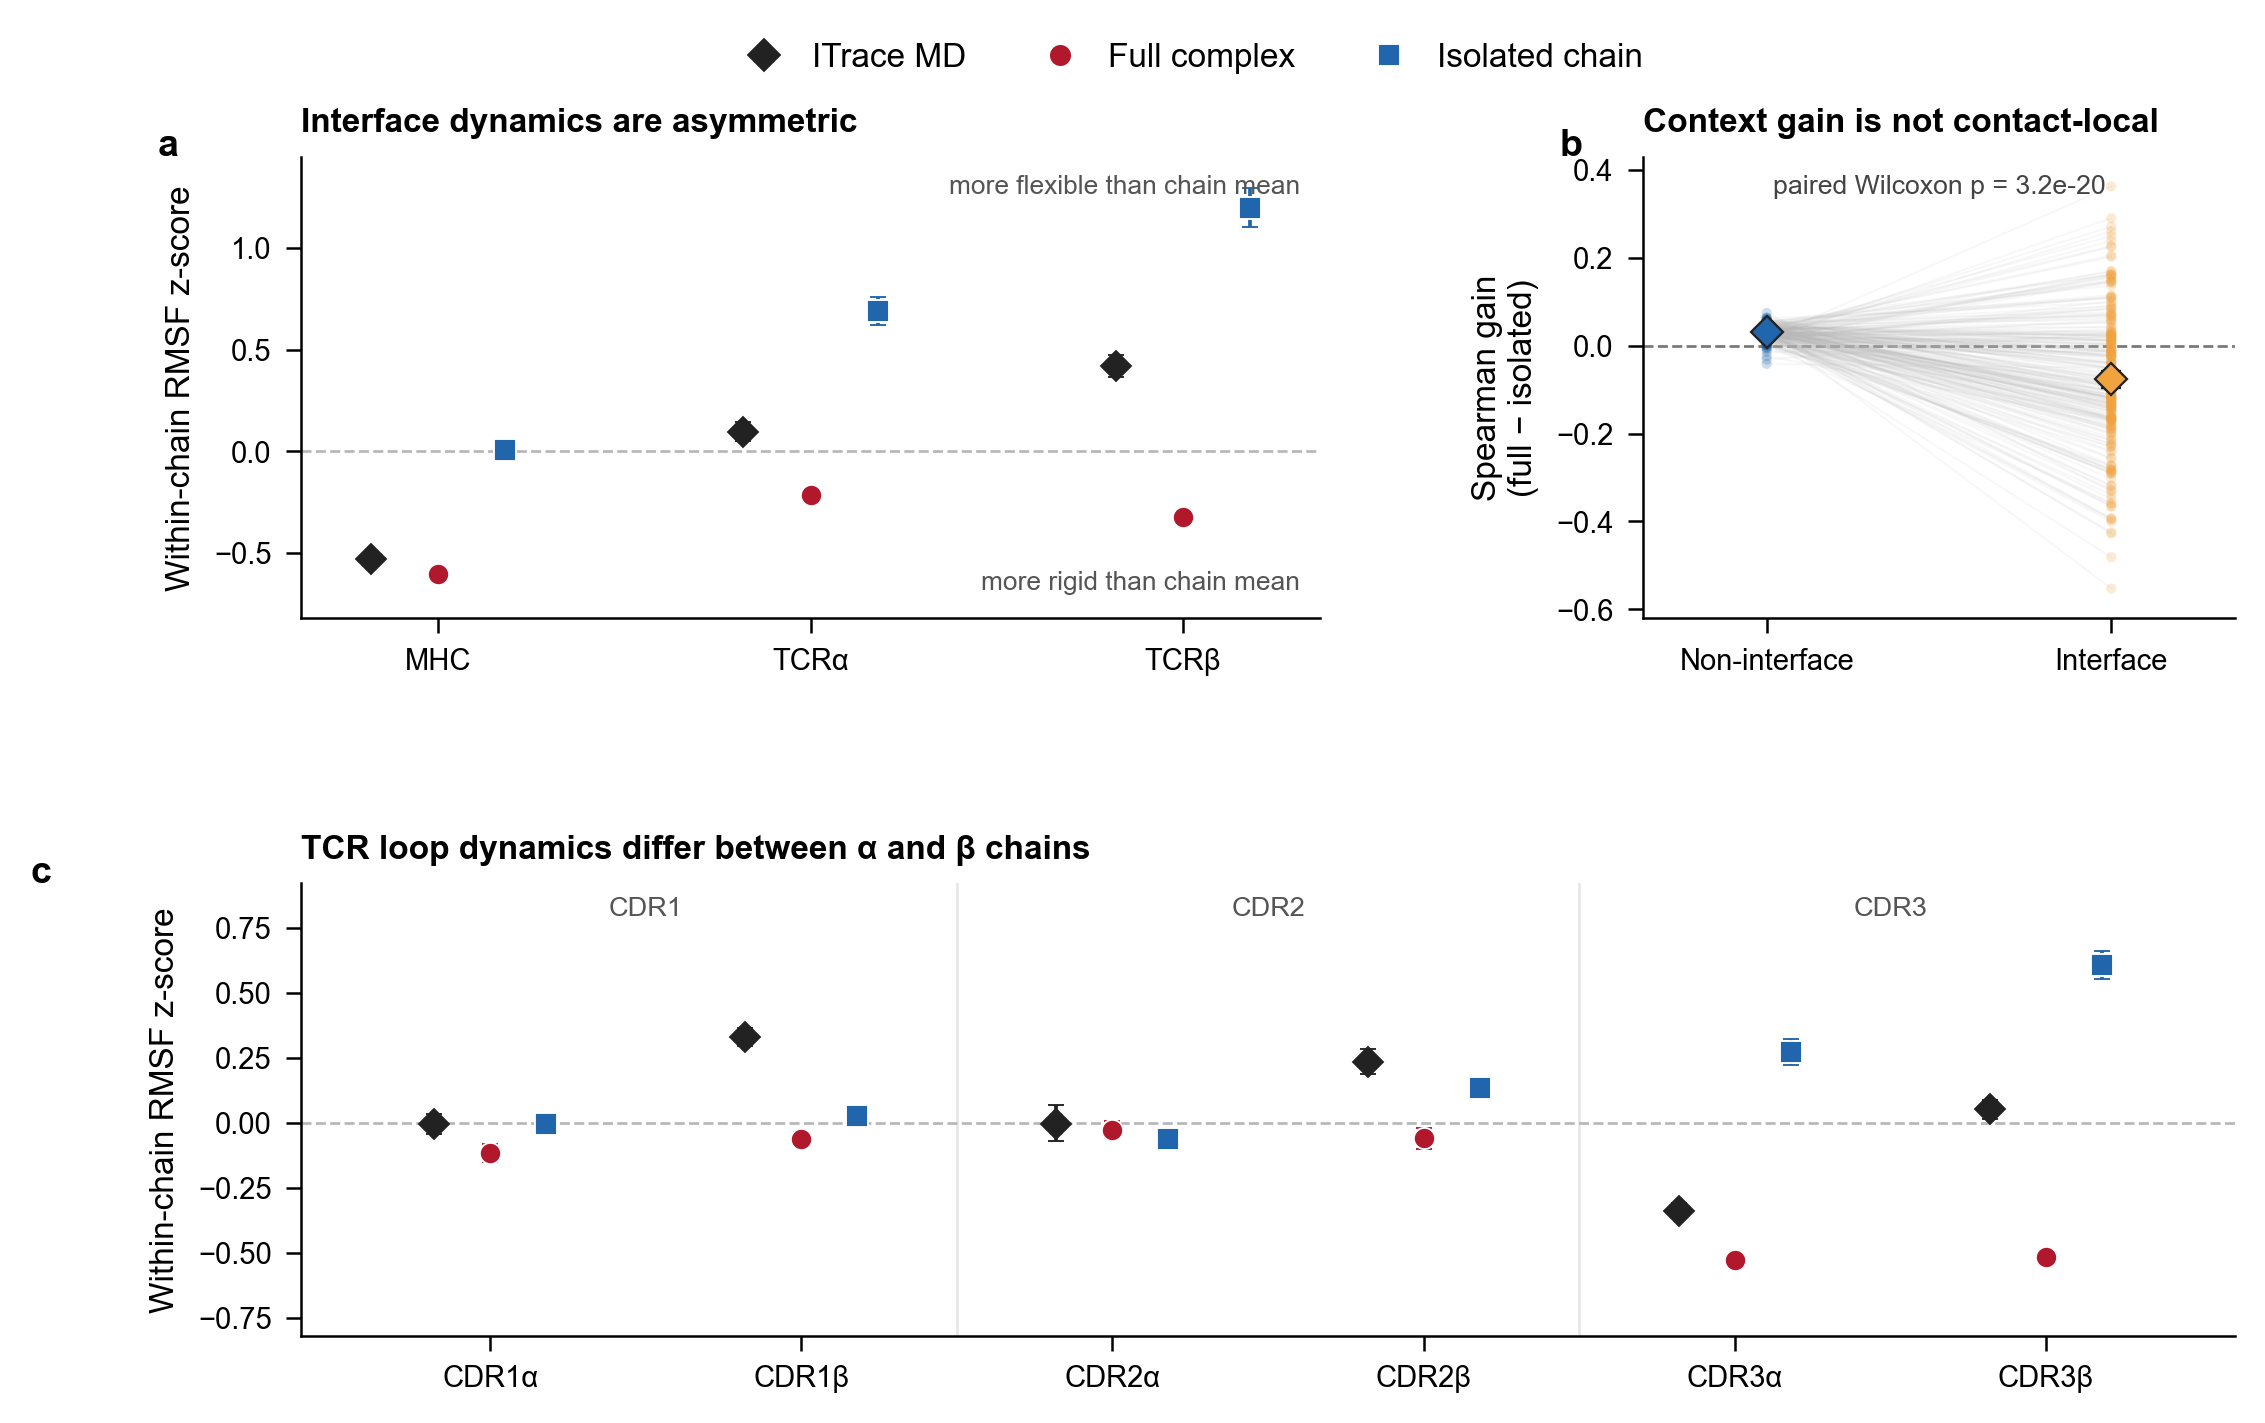 ITrace MD
Full complex
Isolated chain
a
Interface dynamics are asymmetric
Within-chain RMSF z-score
1.0
0.5
0.0
−0.5
more flexible than chain mean
more rigid than chain mean
MHC
TCRα
TCRβ
b
Context gain is not contact-local
Spearman gain
(full − isolated)
0.4
0.2
0.0
−0.2
−0.4
−0.6
paired Wilcoxon p = 3.2e-20
Non-interface
Interface
c
TCR loop dynamics differ between α and β chains
Within-chain RMSF z-score
0.75
0.50
0.25
0.00
−0.25
−0.50
−0.75
CDR1
CDR2
CDR3
CDR1α
CDR1β
CDR2α
CDR2β
CDR3α
CDR3β